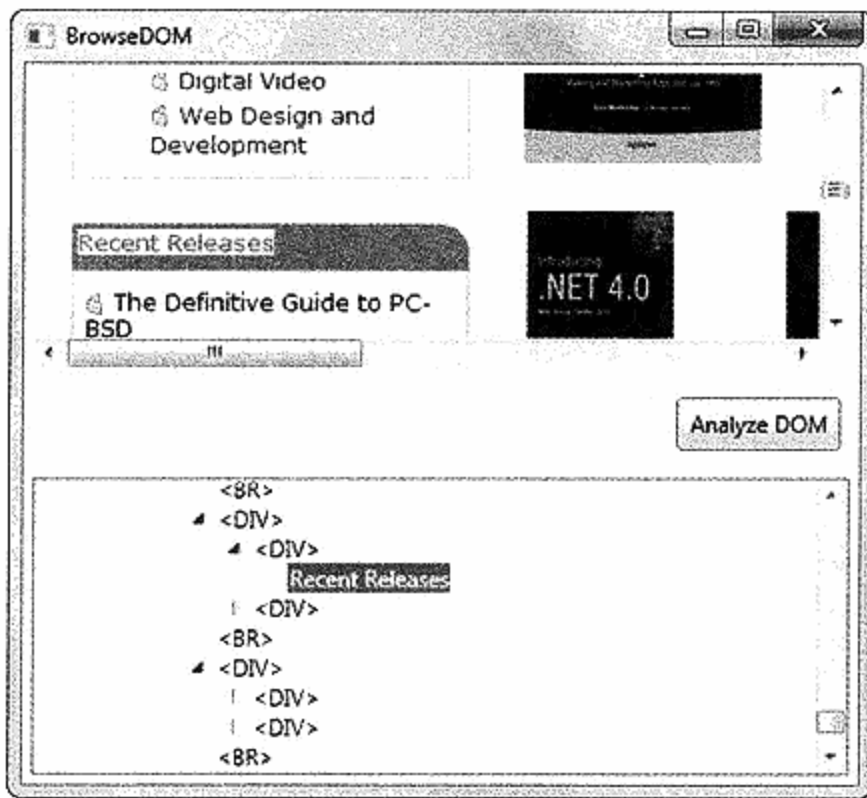 BrowseDOM
Digital Video
Web Design and
Development
Recent Releases
The Definitive Guide to PC-
BSD
Introducing
.NET 4.0
Analyze DOM
<BR>
<DIV>
<DIV>
Recent Releases
<DIV>
<BR>
<DIV>
<DIV>
<DIV>
<BR>